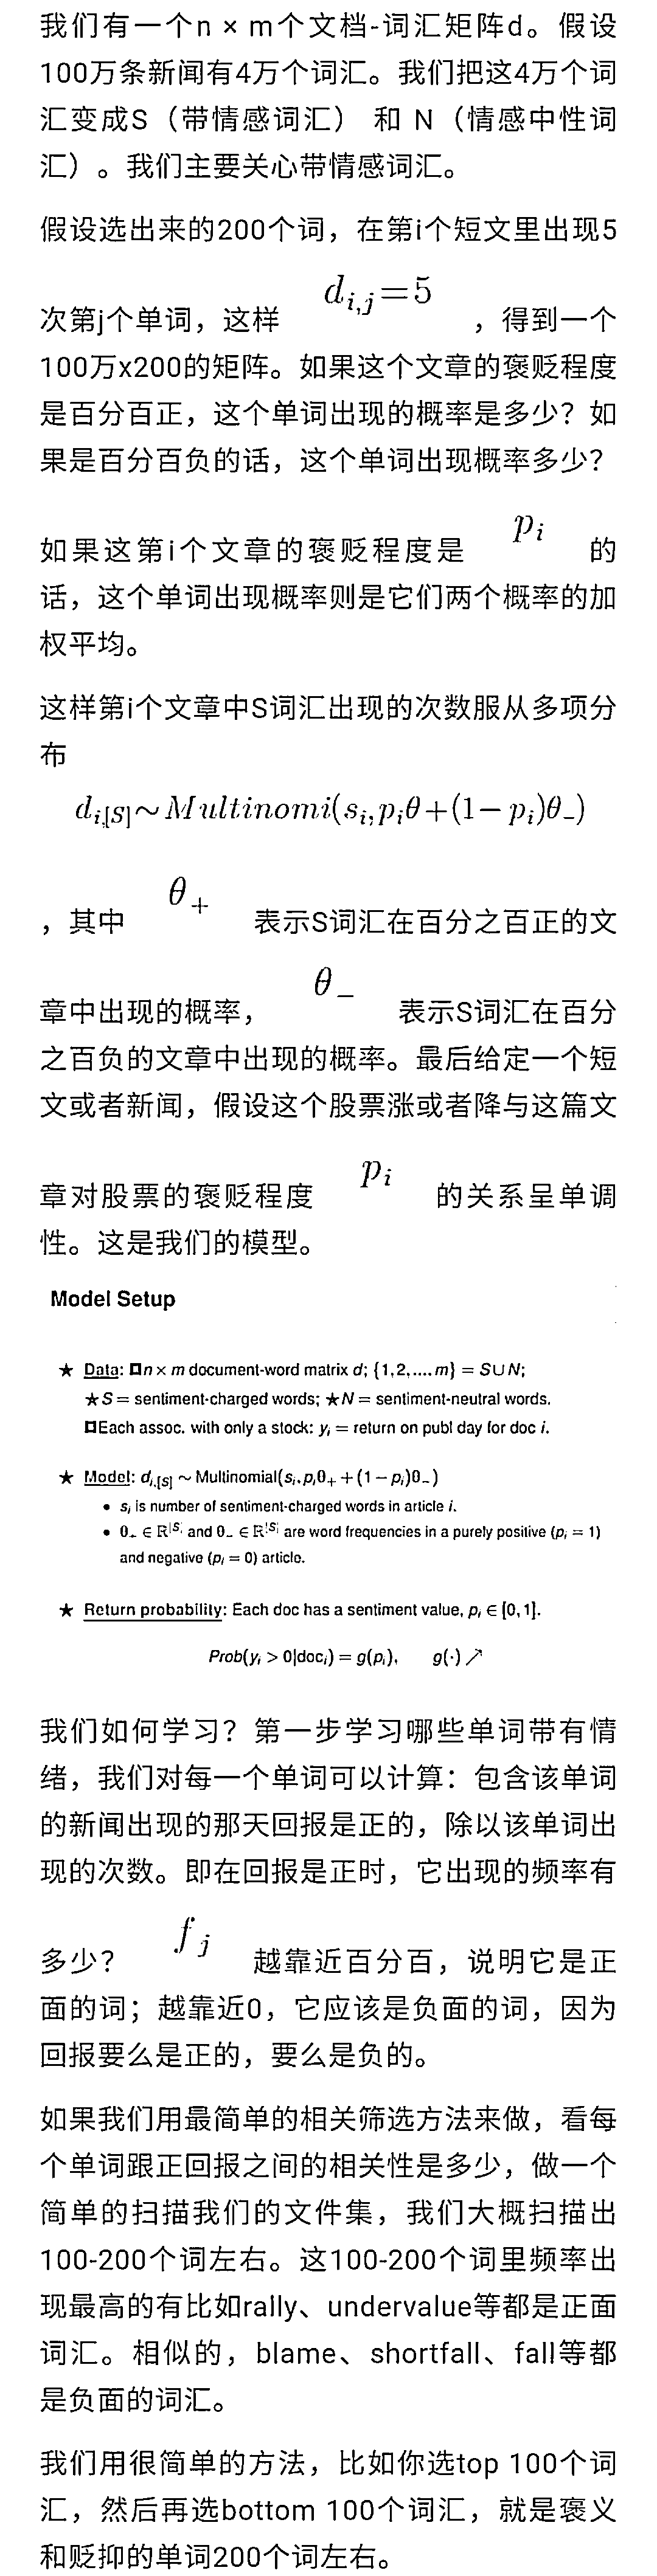 我们有一个n × m个文档-词汇矩阵d。假设
100万条新闻有4万个词汇。我们把这4万个词
汇变成S（带情感词汇） 和 N（情感中性词
汇）。我们主要关心带情感词汇。
假设选出来的200个词，在第i个短文里出现5
次第j个单词，这样 d_{i,j}=5 ，得到一个
100万x200的矩阵。如果这个文章的褒贬程度
是百分百正，这个单词出现的概率是多少？如
果是百分百负的话，这个单词出现概率多少？
如果这第i个文章的褒贬程度是 p_i 的
话，这个单词出现概率则是它们两个概率的加
权平均。
这样第i个文章中S词汇出现的次数服从多项分
布
d_{i,[S]}∼Multinomi(s_i,p_iθ+(1−p_i)θ_−)
，其中 θ_+ 表示S词汇在百分之百正的文
章中出现的概率， θ_− 表示S词汇在百分
之百负的文章中出现的概率。最后给定一个短
文或者新闻，假设这个股票涨或者降与这篇文
章对股票的褒贬程度 p_i 的关系呈单调
性。这是我们的模型。
Model Setup
★ Data: n × m document-word matrix d; {1,2,...,m} = S∪N;
★S = sentiment-charged words; ★N = sentiment-neutral words.
Each assoc. with only a stock: y_i = return on publ day for doc i.
★ Model: d_{i,[S]} ∼ Multinomial(s_i, p_iθ_+ + (1−p_i)θ_−)
• s_i is number of sentiment-charged words in article i.
• θ_+ ∈ ℝ^{|S|} and θ_− ∈ ℝ^{|S|} are word frequencies in a purely positive (p_i = 1)
and negative (p_i = 0) article.
★ Return probability: Each doc has a sentiment value, p_i ∈ [0,1].
Prob(y_i > 0|doc_i) = g(p_i), g(·) ↗
我们如何学习？第一步学习哪些单词带有情
绪，我们对每一个单词可以计算：包含该单词
的新闻出现的那天回报是正的，除以该单词出
现的次数。即在回报是正时，它出现的频率有
多少？ f_j 越靠近百分百，说明它是正
面的词；越靠近0，它应该是负面的词，因为
回报要么是正的，要么是负的。
如果我们用最简单的相关筛选方法来做，看每
个单词跟正回报之间的相关性是多少，做一个
简单的扫描我们的文件集，我们大概扫描出
100-200个词左右。这100-200个词里频率出
现最高的有比如rally、undervalue等都是正面
词汇。相似的，blame、shortfall、fall等都
是负面的词汇。
我们用很简单的方法，比如你选top 100个词
汇，然后再选bottom 100个词汇，就是褒义
和贬抑的单词200个词左右。